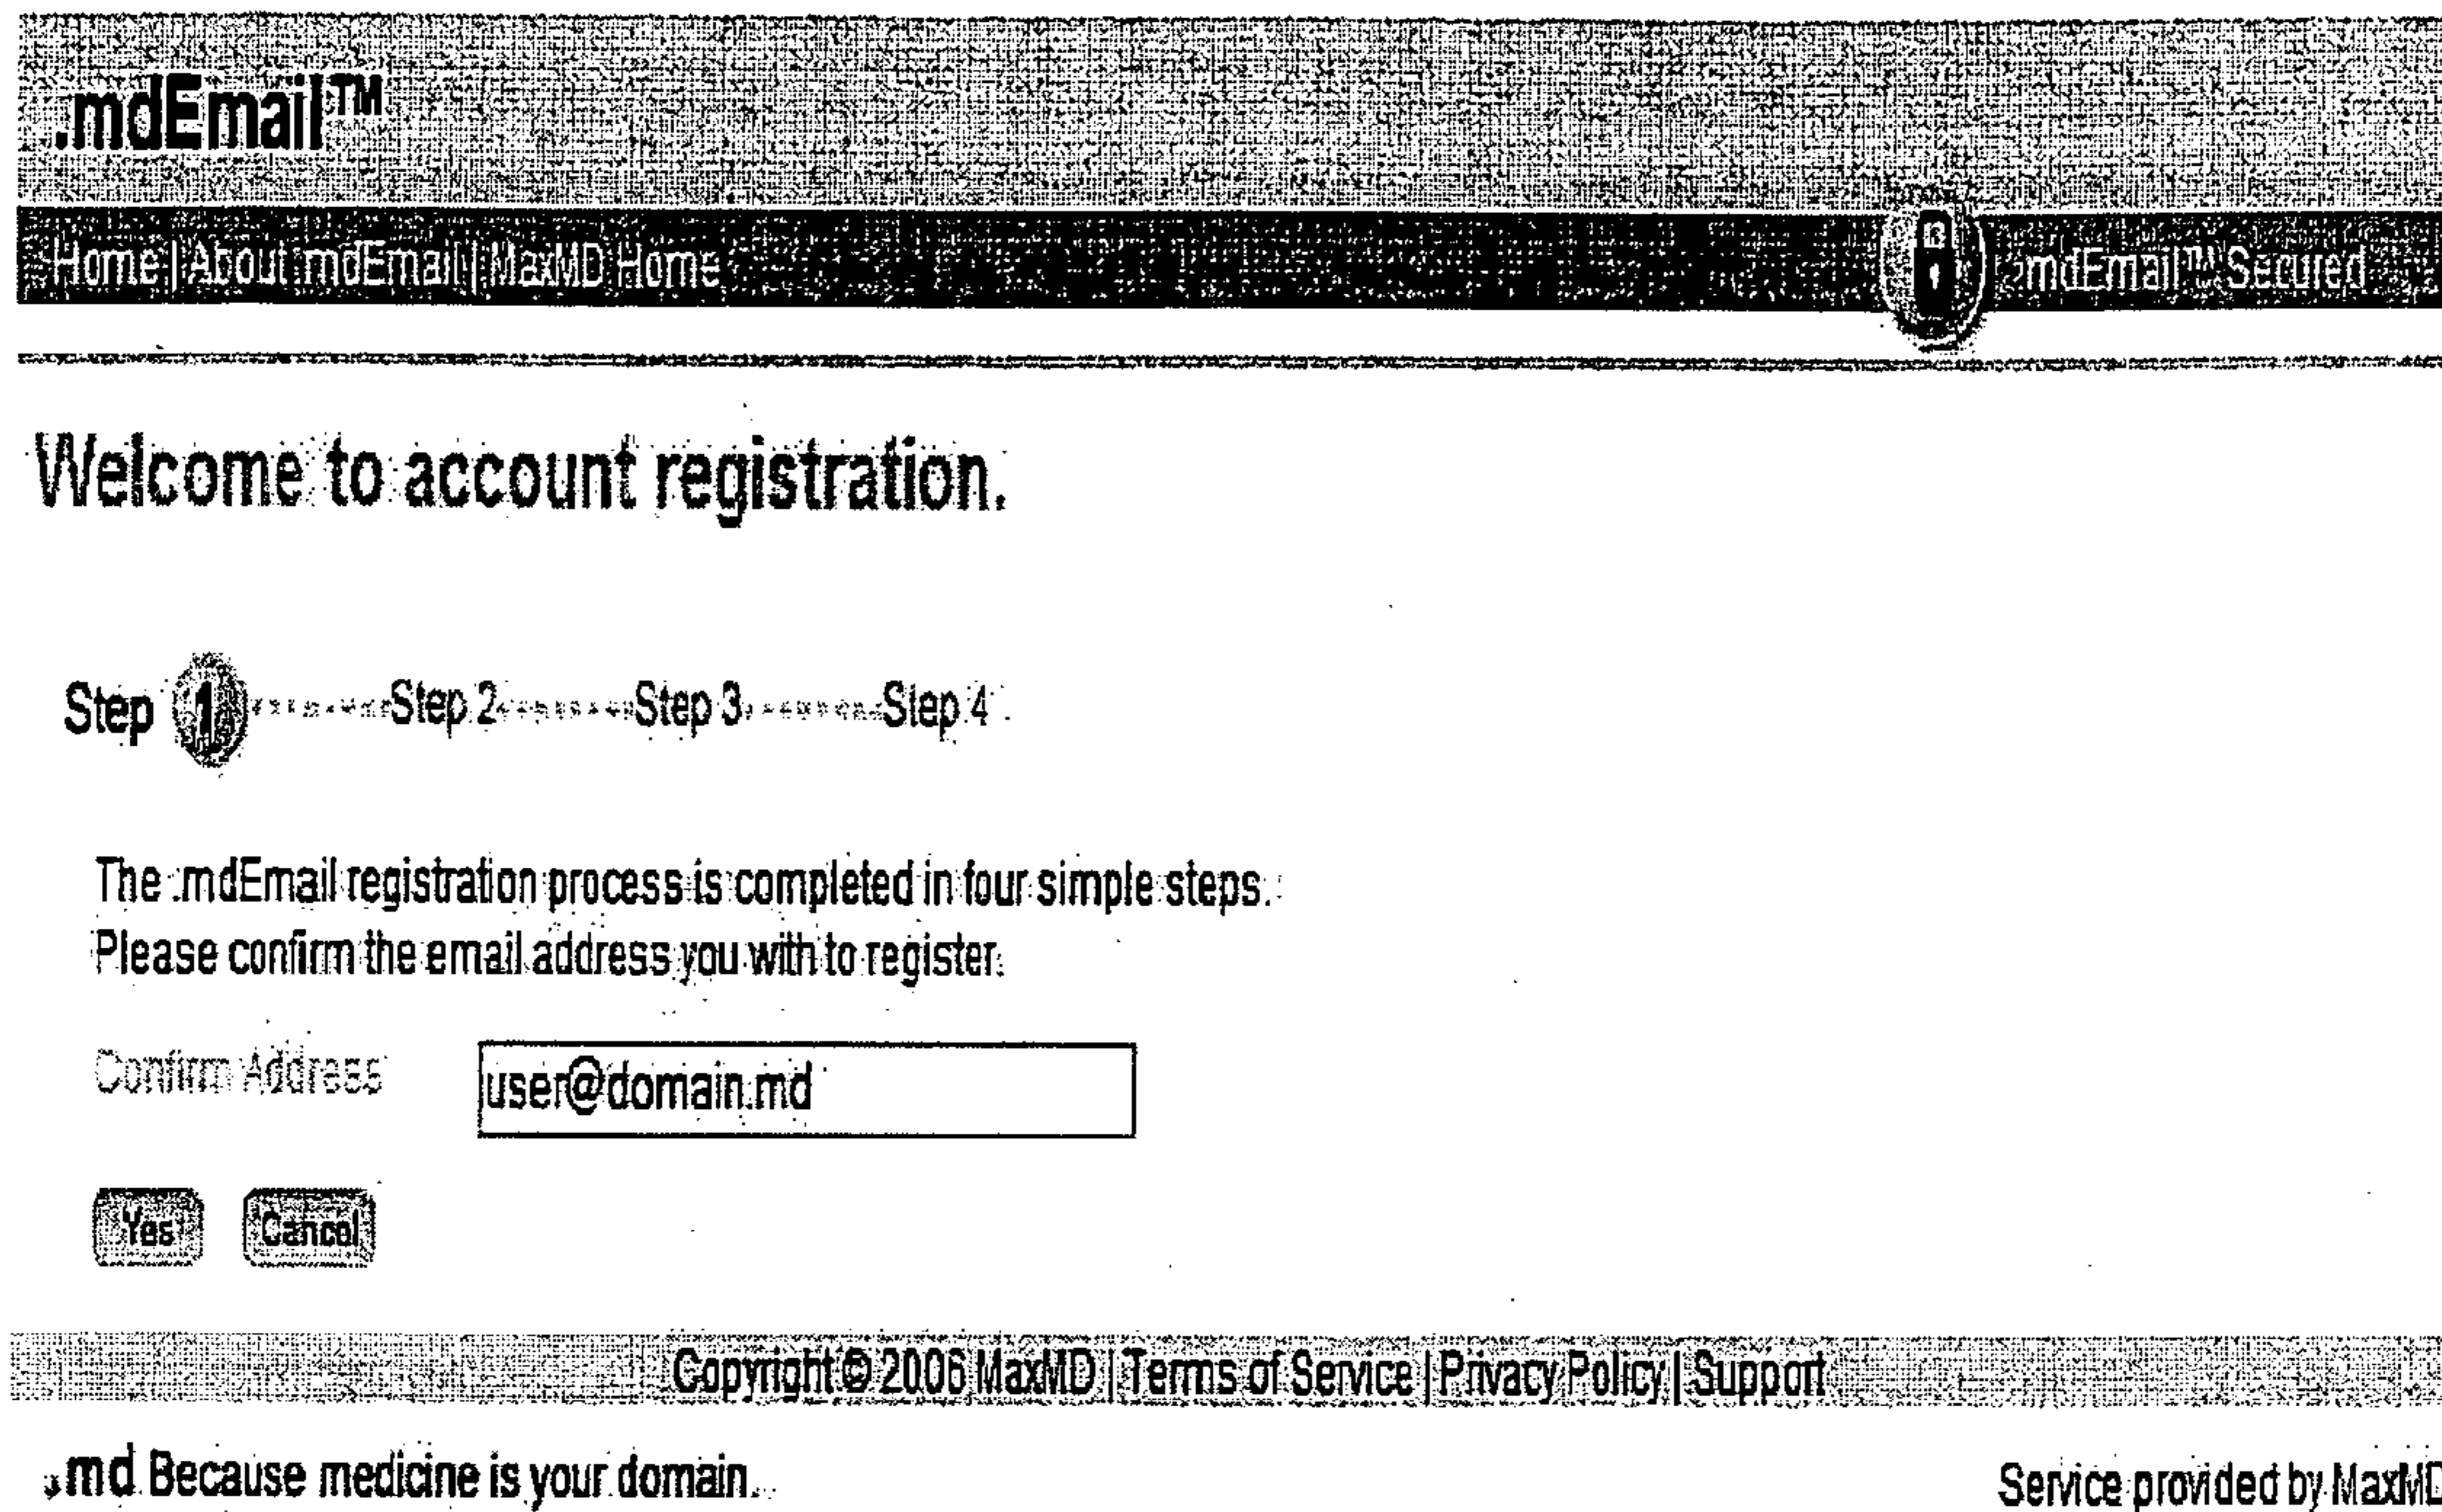 .mdEmail™
Home | About mdEmail | MaxMD Home
.mdEmail™ Secured
Welcome to account registration.
Step 1 Step 2 Step 3 Step 4
The .mdEmail registration process is completed in four simple steps.
Please confirm the email address you with to register.
Confirm Address user@domain.md
Yes Cancel
Copyright © 2006 MaxMD | Terms of Service | Privacy Policy | Support
.md Because medicine is your domain.
Service provided by MaxMD